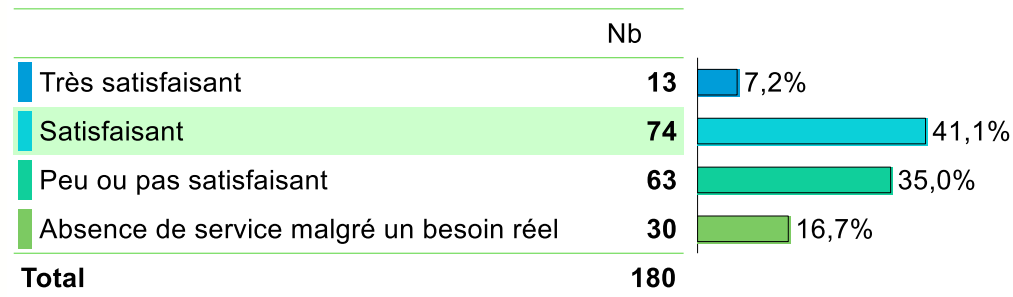 Nb
Très satisfaisant 13 7,2%
Satisfaisant 74 41,1%
Peu ou pas satisfaisant 63 35,0%
Absence de service malgré un besoin réel 30 16,7%
Total 180